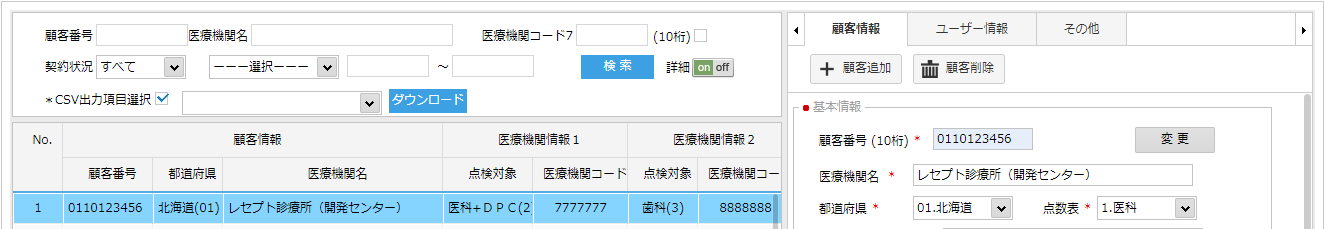 顧客番号 医療機関名 医療機関コード7 (10桁)
契約状況 すべて ーーー選択ーーー ～ 検 索 詳細 on off
＊CSV出力項目選択 ダウンロード
No. 顧客情報 医療機関情報１ 医療機関情報２
顧客番号 都道府県 医療機関名 点検対象 医療機関コード 点検対象 医療機関コー
1 0110123456 北海道(01) レセプト診療所（開発センター） 医科+ＤＰＣ(2) 7777777 歯科(3) 8888888
顧客情報 ユーザー情報 その他
顧客追加 顧客削除
基本情報
顧客番号 (10桁) * 0110123456 変 更
医療機関名 * レセプト診療所（開発センター）
都道府県 * 01.北海道 点数表 * 1.医科